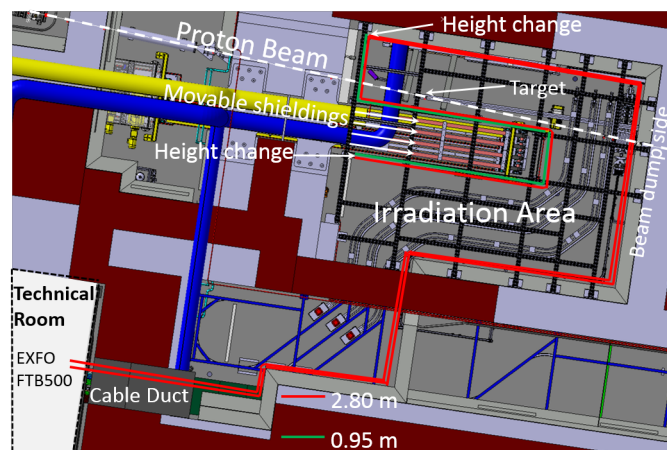 Height change
Proton Beam
Target
Movable shieldings
Height change
Beam dump side
Irradiation Area
Technical
Room
EXFO
FTB500
Cable Duct
2.80 m
0.95 m